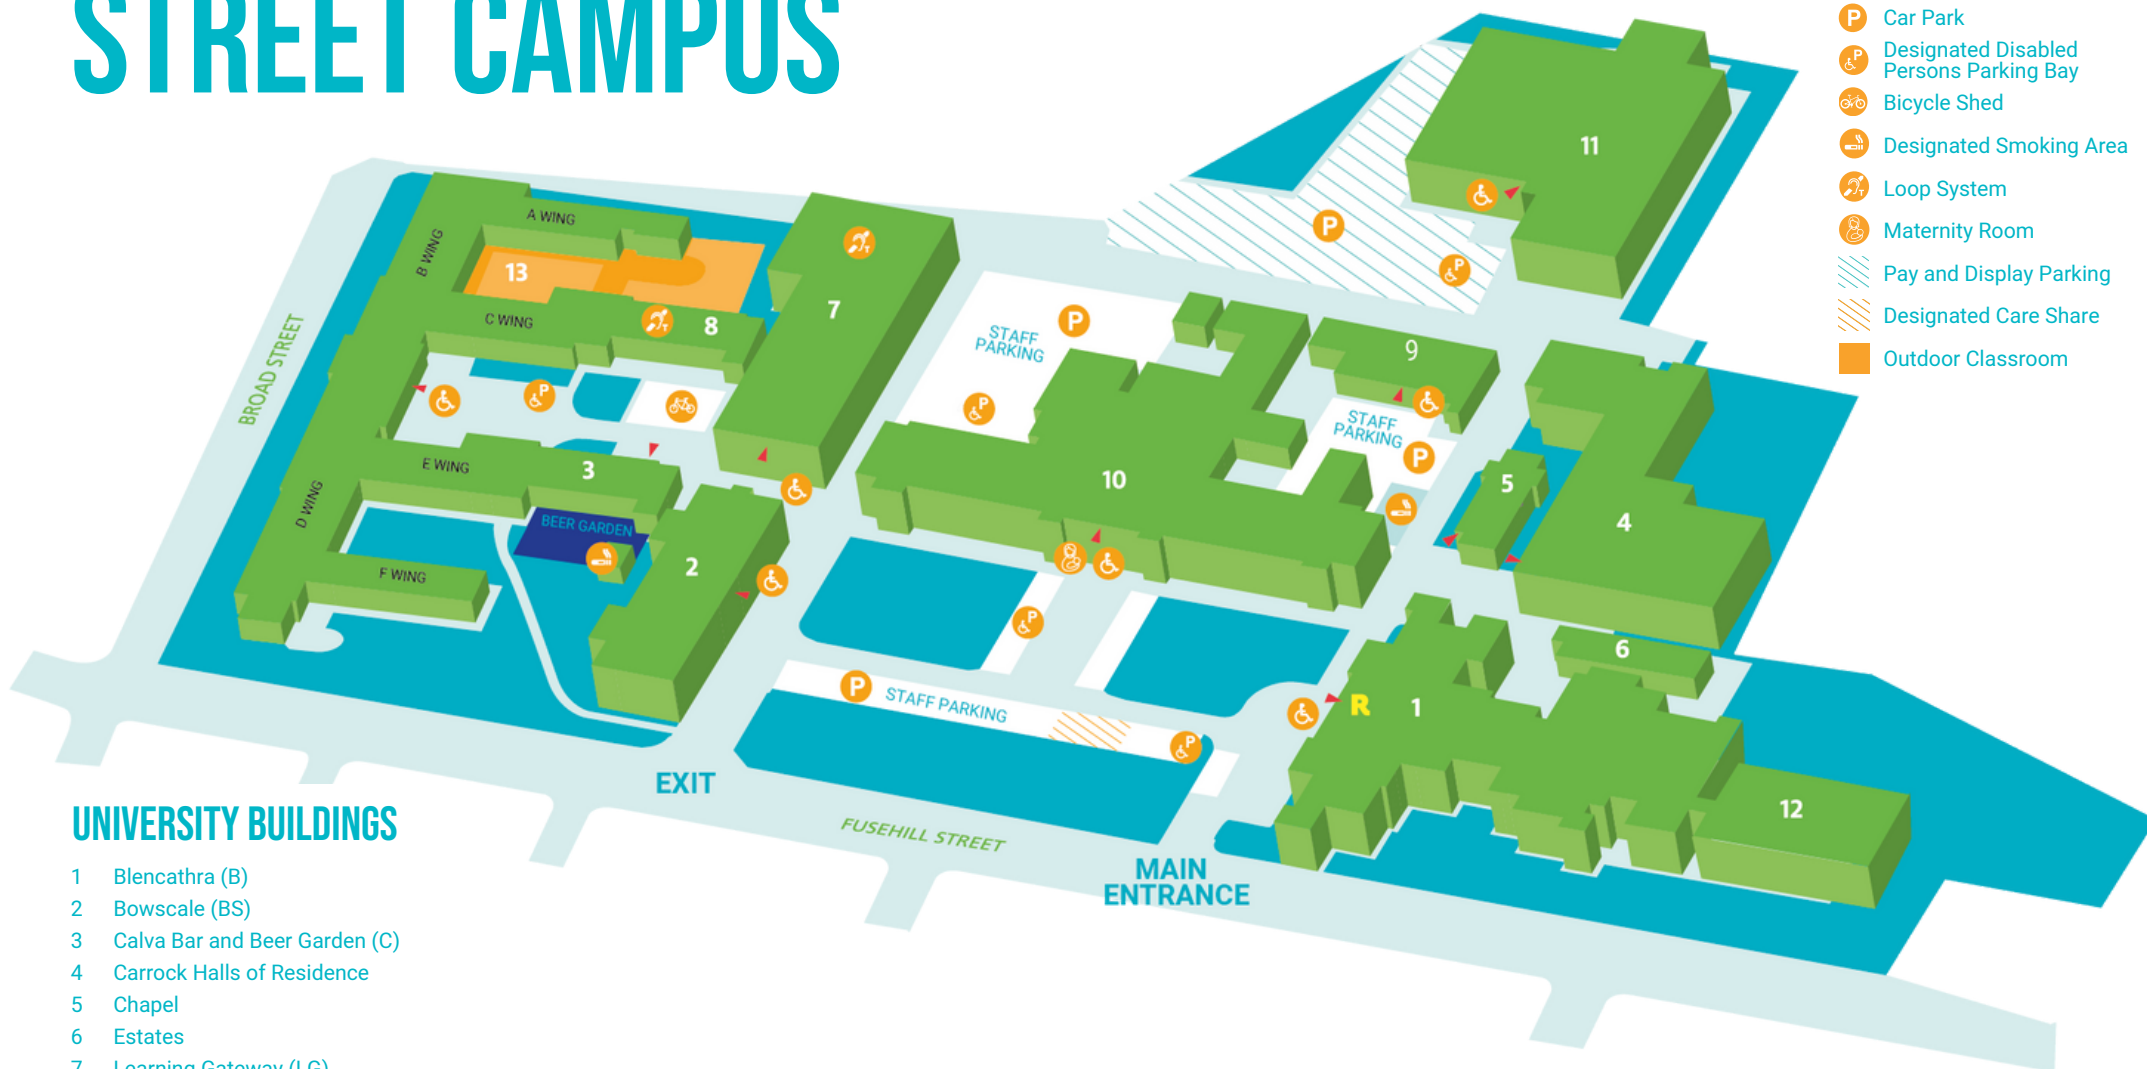 STREET CAMPUS
P Car Park
P Designated Disabled
Persons Parking Bay
Bicycle Shed
Designated Smoking Area
T Loop System
Maternity Room
Pay and Display Parking
Designated Care Share
Outdoor Classroom
11
P
P
A WING
B WING
13
T
7
C WING
T
8
BROAD STREET
P
STAFF
PARKING
P
P
9
STAFF
PARKING
P
E WING
3
D WING
BEER GARDEN
F WING
2
10
5
4
6
P
P
STAFF PARKING
P
R
1
12
EXIT
FUSEHILL STREET
MAIN
ENTRANCE
UNIVERSITY BUILDINGS
1 Blencathra (B)
2 Bowscale (BS)
3 Calva Bar and Beer Garden (C)
4 Carrock Halls of Residence
5 Chapel
6 Estates
7 Learning Gateway (LG)